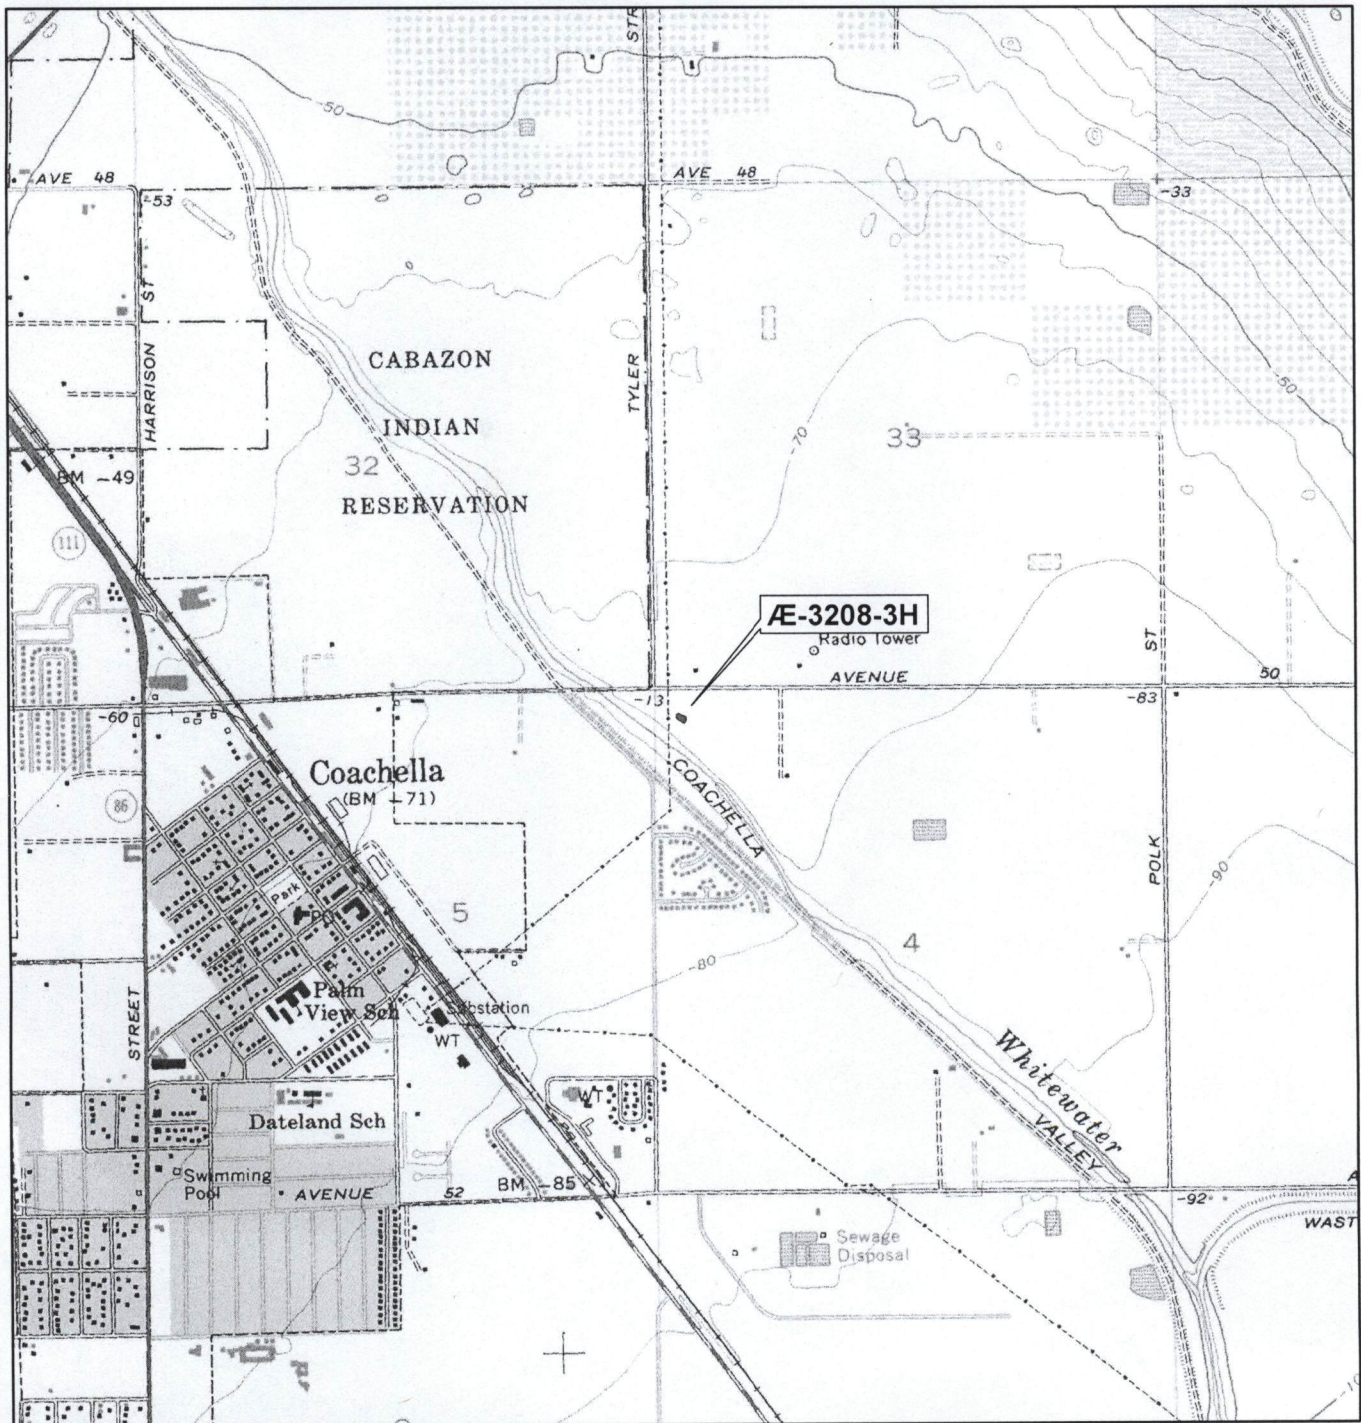 STR
-50
AVE 48
AVE 48
-53
-33
ST
HARRISON
CABAZON
INDIAN
RESERVATION
32
TYLER
-70
33
-50
BM -49
111
Æ-3208-3H
Radio Tower
AVENUE
50
ST
-60
-13
-83
Coachella
(BM -71)
86
COACHELLA
POLK
-90
Park
PO
5
4
-80
Palm
View Sch
Substation
WT
STREET
Whitewater
VALLEY
WT
Dateland Sch
Swimming
Pool
AVENUE
52
BM -85
-92
A
WAST
Sewage
Disposal
-10